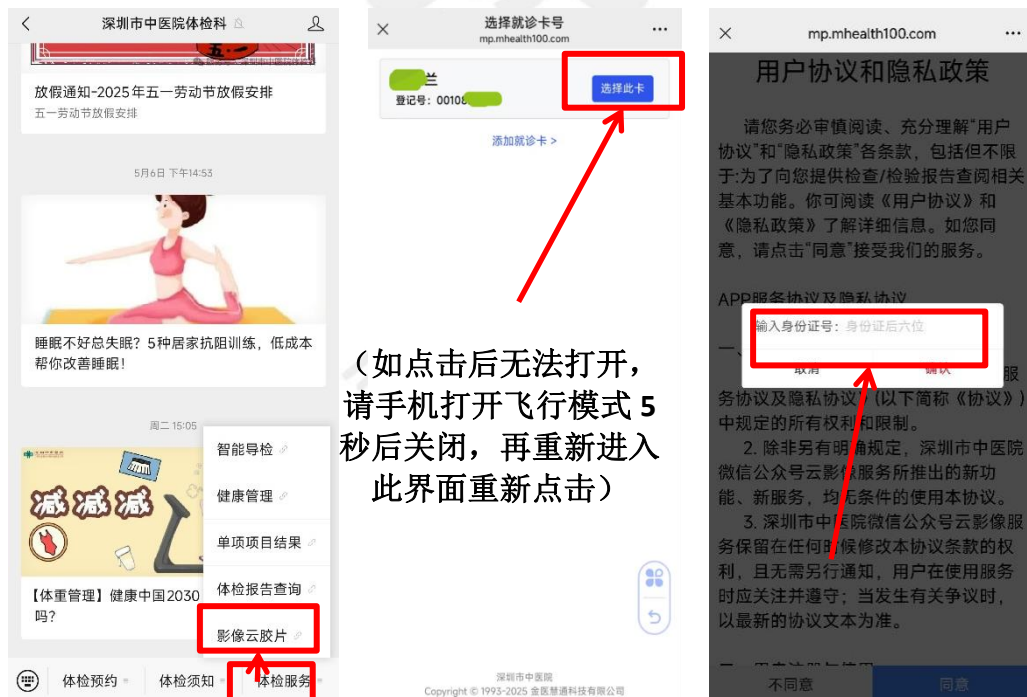 深圳市中医院体检科
五一
放假通知-2025年五一劳动节放假安排
五一劳动节放假安排
5月6日 下午14:53
睡眠不好总失眠？5种居家抗阻训练，低成本
帮你改善睡眠！
周二 15:05
减 减 减
【体重管理】健康中国2030
吗？
智能导检
健康管理
单项项目结果
体检报告查询
影像云胶片
体检预约
体检须知
体检服务
选择就诊卡号
mp.mhealth100.com
兰
登记号：00108
选择此卡
添加就诊卡 >
（如点击后无法打开，
请手机打开飞行模式 5
秒后关闭，再重新进入
此界面重新点击）
深圳市中医院
Copyright © 1993-2025 金医慧通科技有限公司
mp.mhealth100.com
用户协议和隐私政策
请您务必审慎阅读、充分理解“用户
协议”和“隐私政策”各条款，包括但不限
于:为了向您提供检查/检验报告查阅相关
基本功能。你可阅读《用户协议》和
《隐私政策》了解详细信息。如您同
意，请点击“同意”接受我们的服务。
APP服务协议及隐私协议
输入身份证号：身份证后六位
取消
确认
一、
服
务协议及隐私协议》(以下简称《协议》)
中规定的所有权利和限制。
2. 除非另有明确规定，深圳市中医院
微信公众号云影像服务所推出的新功
能、新服务，均无条件的使用本协议。
3. 深圳市中医院微信公众号云影像服
务保留在任何时候修改本协议条款的权
利，且无需另行通知，用户在使用服务
时应关注并遵守；当发生有关争议时，
以最新的协议文本为准。
不同意
同意